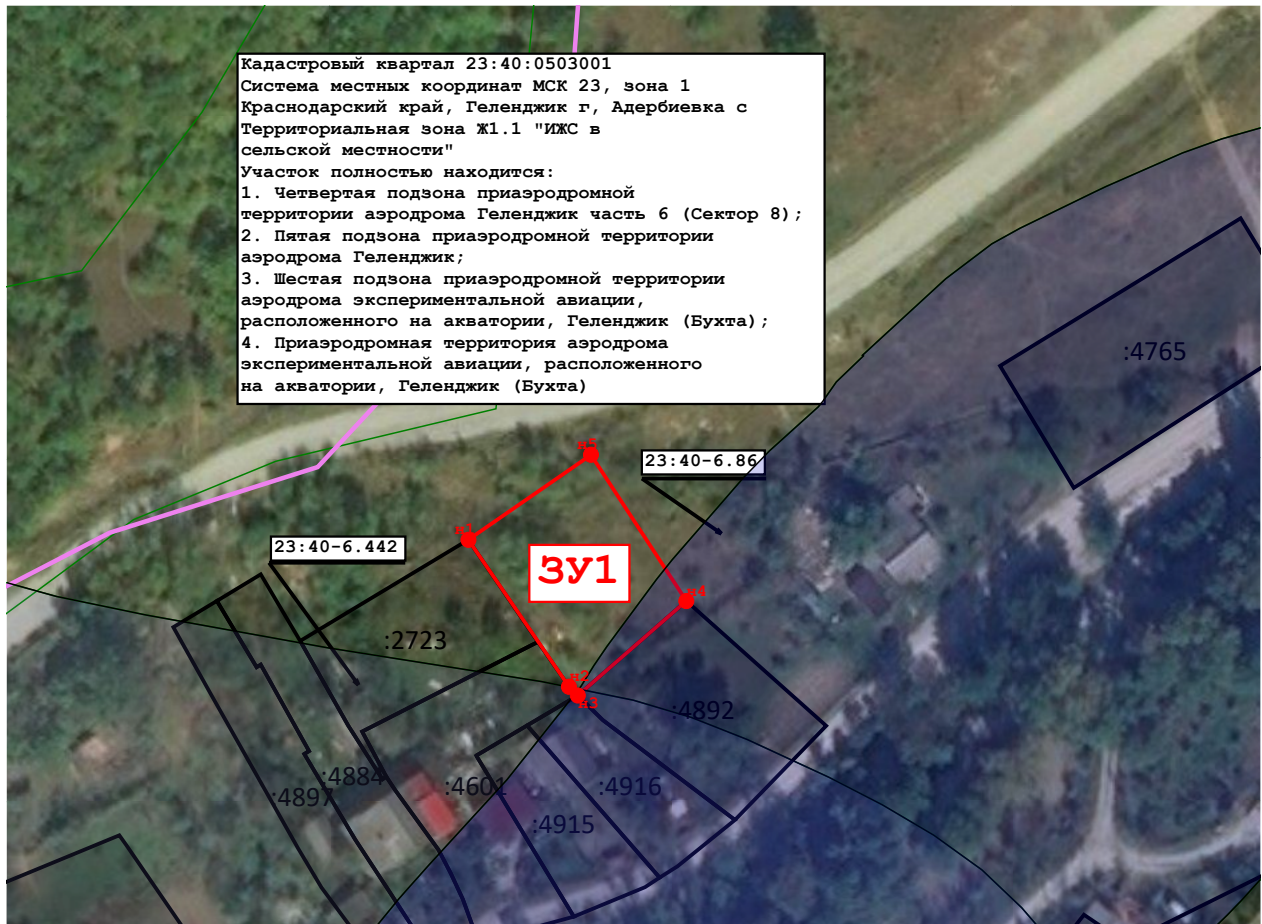 Кадастровый квартал 23:40:0503001
Система местных координат МСК 23, зона 1
Краснодарский край, Геленджик г, Адербиевка с
Территориальная зона Ж1.1 "ИЖС в
сельской местности"
Участок полностью находится:
1. Четвертая подзона приаэродромной
территории аэродрома Геленджик часть 6 (Сектор 8);
2. Пятая подзона приаэродромной территории
аэродрома Геленджик;
3. Шестая подзона приаэродромной территории
аэродрома экспериментальной авиации,
расположенного на акватории, Геленджик (Бухта);
4. Приаэродромная территория аэродрома
экспериментальной авиации, расположенного
на акватории, Геленджик (Бухта)
:4765
н5
23:40-6.86
н1
23:40-6.442
ЗУ1
н4
:2723
н2
н3
:4892
:4884
:4897
:4601
:4916
:4915